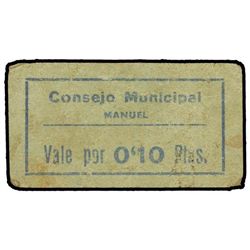 Consejo Municipal
MANUEL
Vale por 0'10 Ptas.